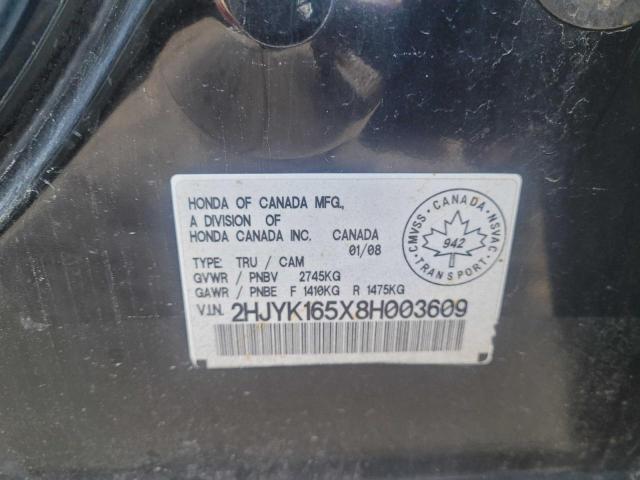 HONDA OF CANADA MFG.,
A DIVISION OF
HONDA CANADA INC. CANADA
01/08
TYPE: TRU / CAM
GVWR / PNBV 2745KG
GAWR / PNBE F 1410KG R 1475KG
V.I.N. 2HJYK165X8H003609
CMVSS · CANADA · NSVAC
942
TRANSPORT